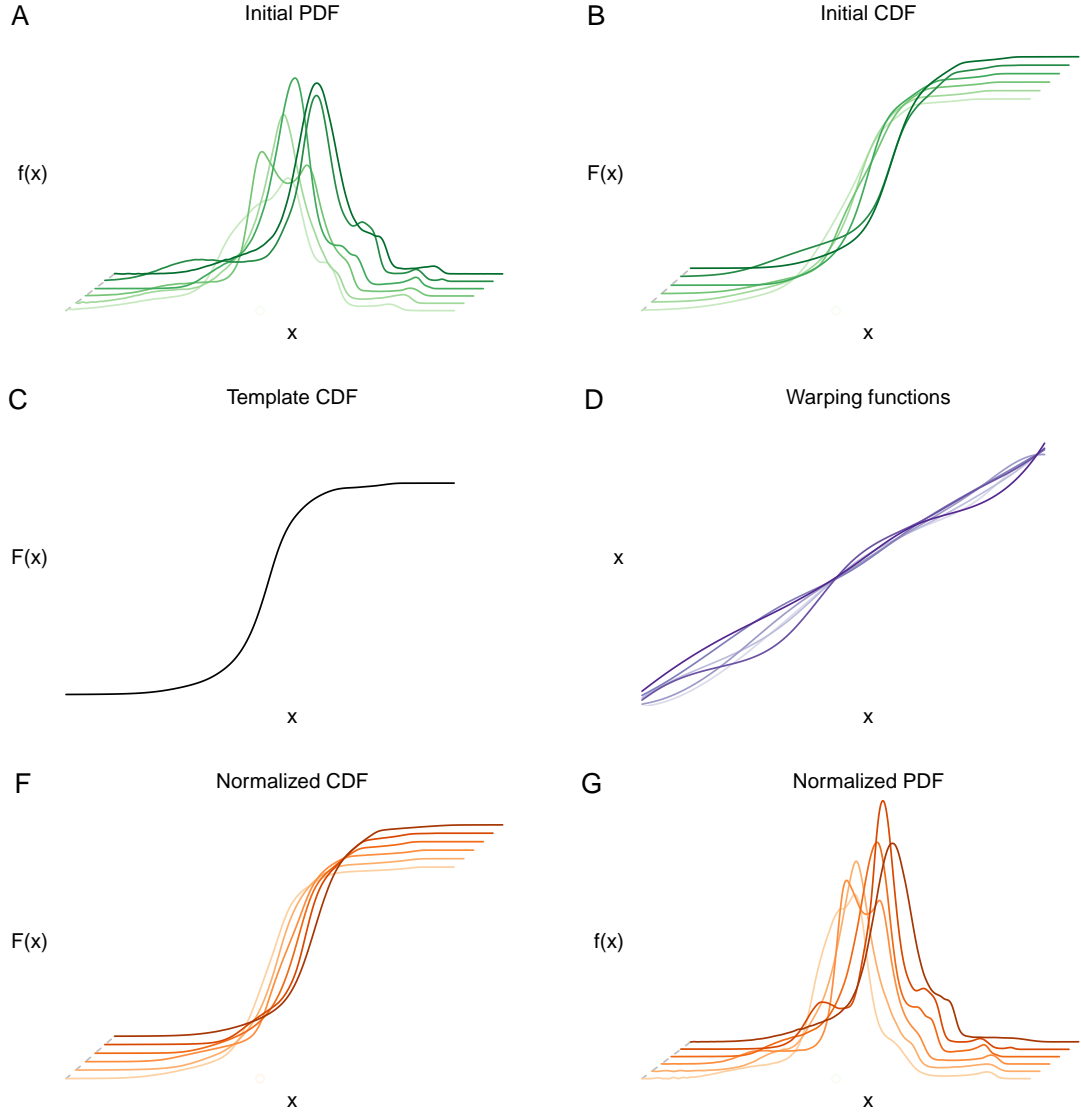 A
Initial PDF
f(x)
x
B
Initial CDF
F(x)
x
C
Template CDF
F(x)
x
D
Warping functions
x
x
F
Normalized CDF
F(x)
x
G
Normalized PDF
f(x)
x